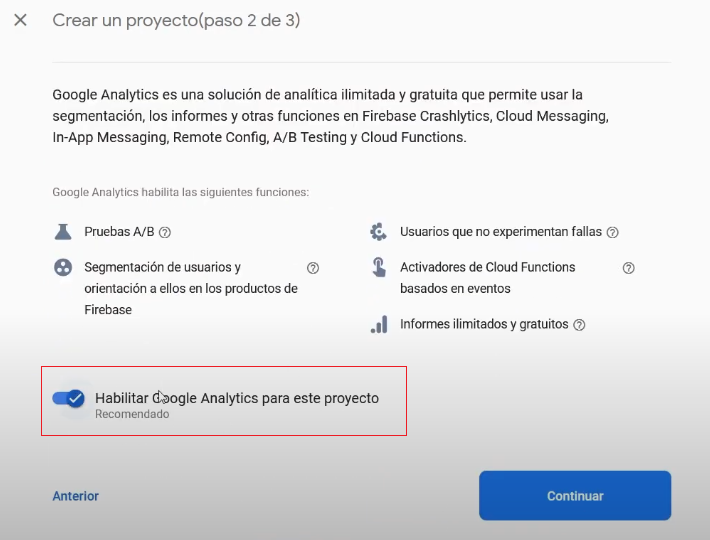 Crear un proyecto(paso 2 de 3)
Google Analytics es una solución de analítica ilimitada y gratuita que permite usar la
segmentación, los informes y otras funciones en Firebase Crashlytics, Cloud Messaging,
In-App Messaging, Remote Config, A/B Testing y Cloud Functions.
Google Analytics habilita las siguientes funciones:
Pruebas A/B
Segmentación de usuarios y
orientación a ellos en los productos de
Firebase
Usuarios que no experimentan fallas
Activadores de Cloud Functions
basados en eventos
Informes ilimitados y gratuitos
Habilitar Google Analytics para este proyecto
Recomendado
Anterior
Continuar